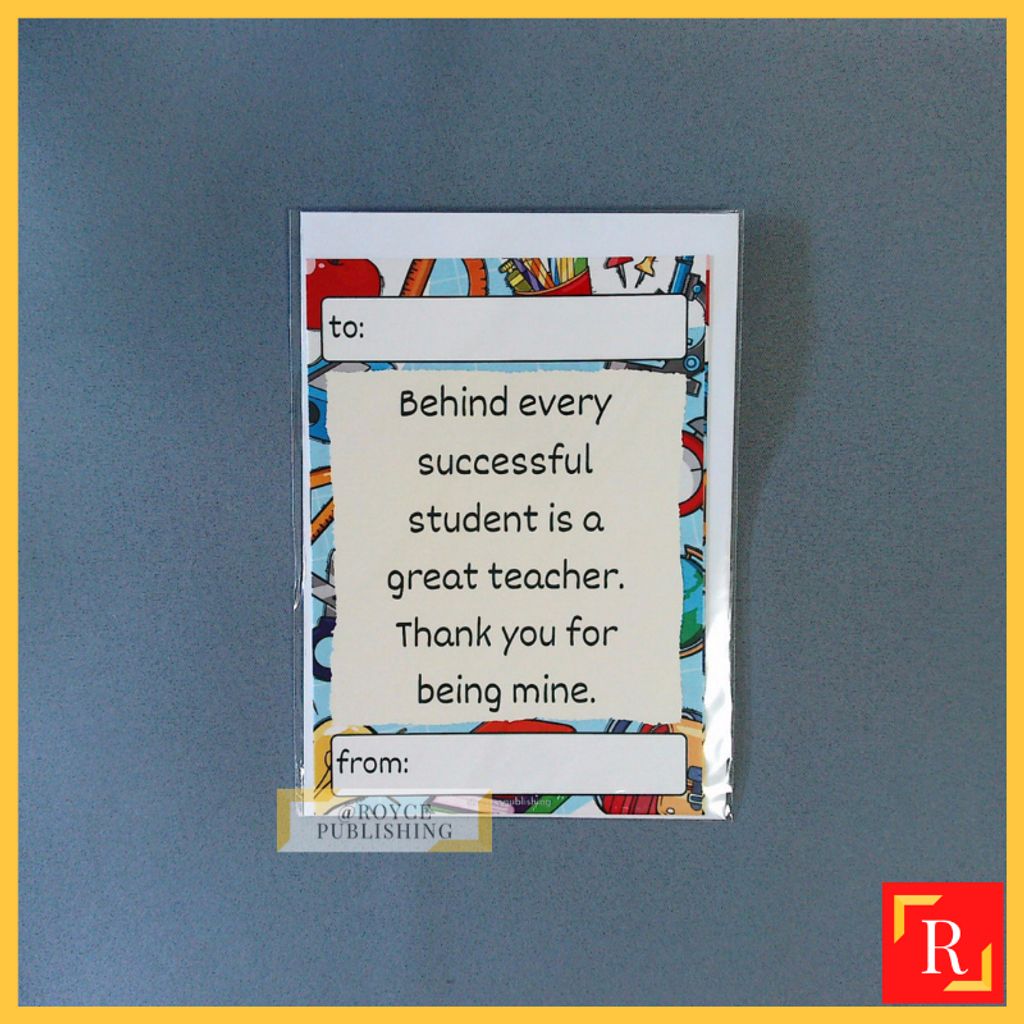 to:
Behind every
successful
student is a
great teacher.
Thank you for
being mine.
from:
@ROYCE
PUBLISHING
R